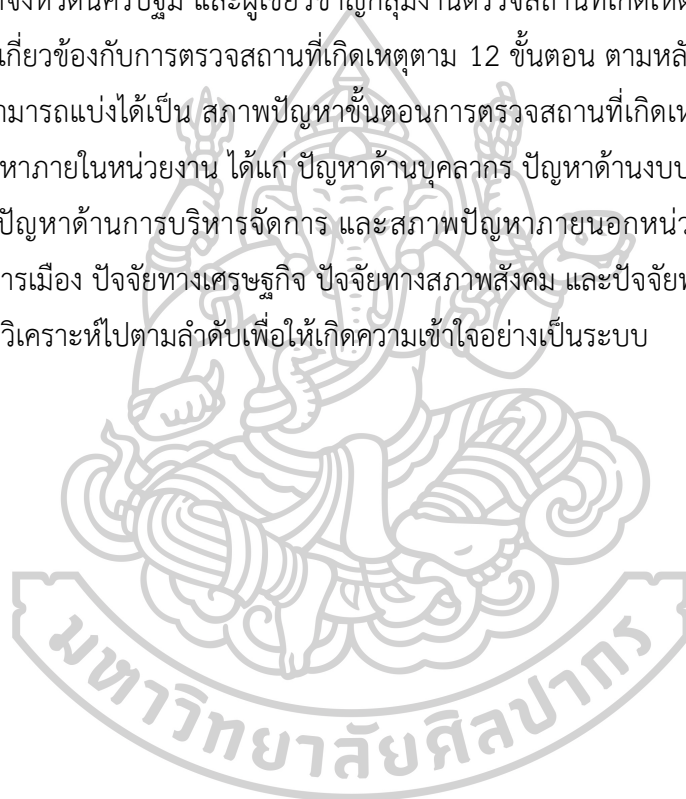 จังหวัดนครปฐม และผู้เชี่ยวชาญกลุ่มงานตรวจสถานที่เกิดเหตุ
เกี่ยวข้องกับการตรวจสถานที่เกิดเหตุตาม 12 ขั้นตอน ตามหลั
ามารถแบ่งได้เป็น สภาพปัญหาขั้นตอนการตรวจสถานที่เกิดเห
หาภายในหน่วยงาน ได้แก่ ปัญหาด้านบุคลากร ปัญหาด้านงบป
ปัญหาด้านการบริหารจัดการ และสภาพปัญหาภายนอกหน่ว
ารเมือง ปัจจัยทางเศรษฐกิจ ปัจจัยทางสภาพสังคม และปัจจัยท
วิเคราะห์ไปตามลำดับเพื่อให้เกิดความเข้าใจอย่างเป็นระบบ
มหาวิทยาลัยศิลปากร